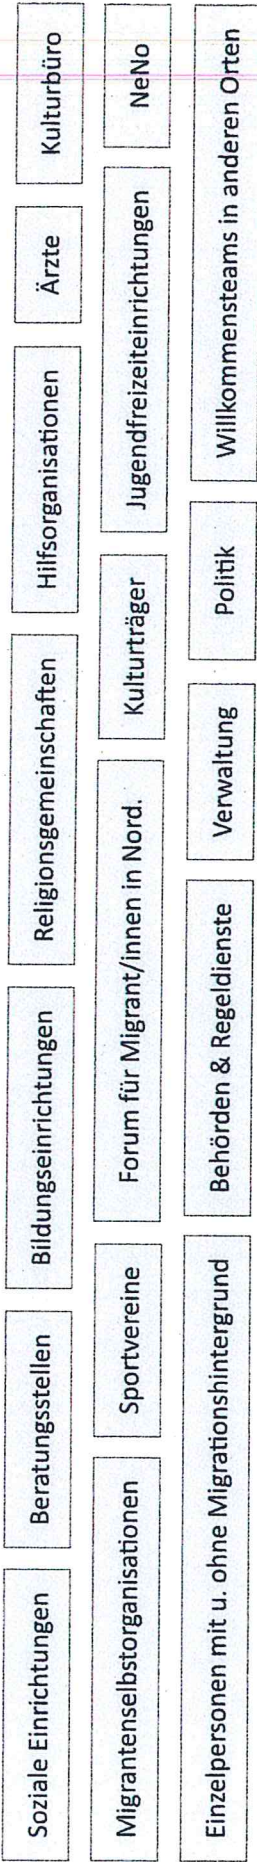 Soziale Einrichtungen
Beratungsstellen
Bildungseinrichtungen
Religionsgemeinschaften
Hilfsorganisationen
Ärzte
Kulturbüro
Migrantenselbstorganisationen
Sportvereine
Forum für Migrant/innen in Nord.
Kulturträger
Jugendfreizeiteinrichtungen
NeNo
Einzelpersonen mit u. ohne Migrationshintergrund
Behörden & Regeldienste
Verwaltung
Politik
Willkommensteams in anderen Orten